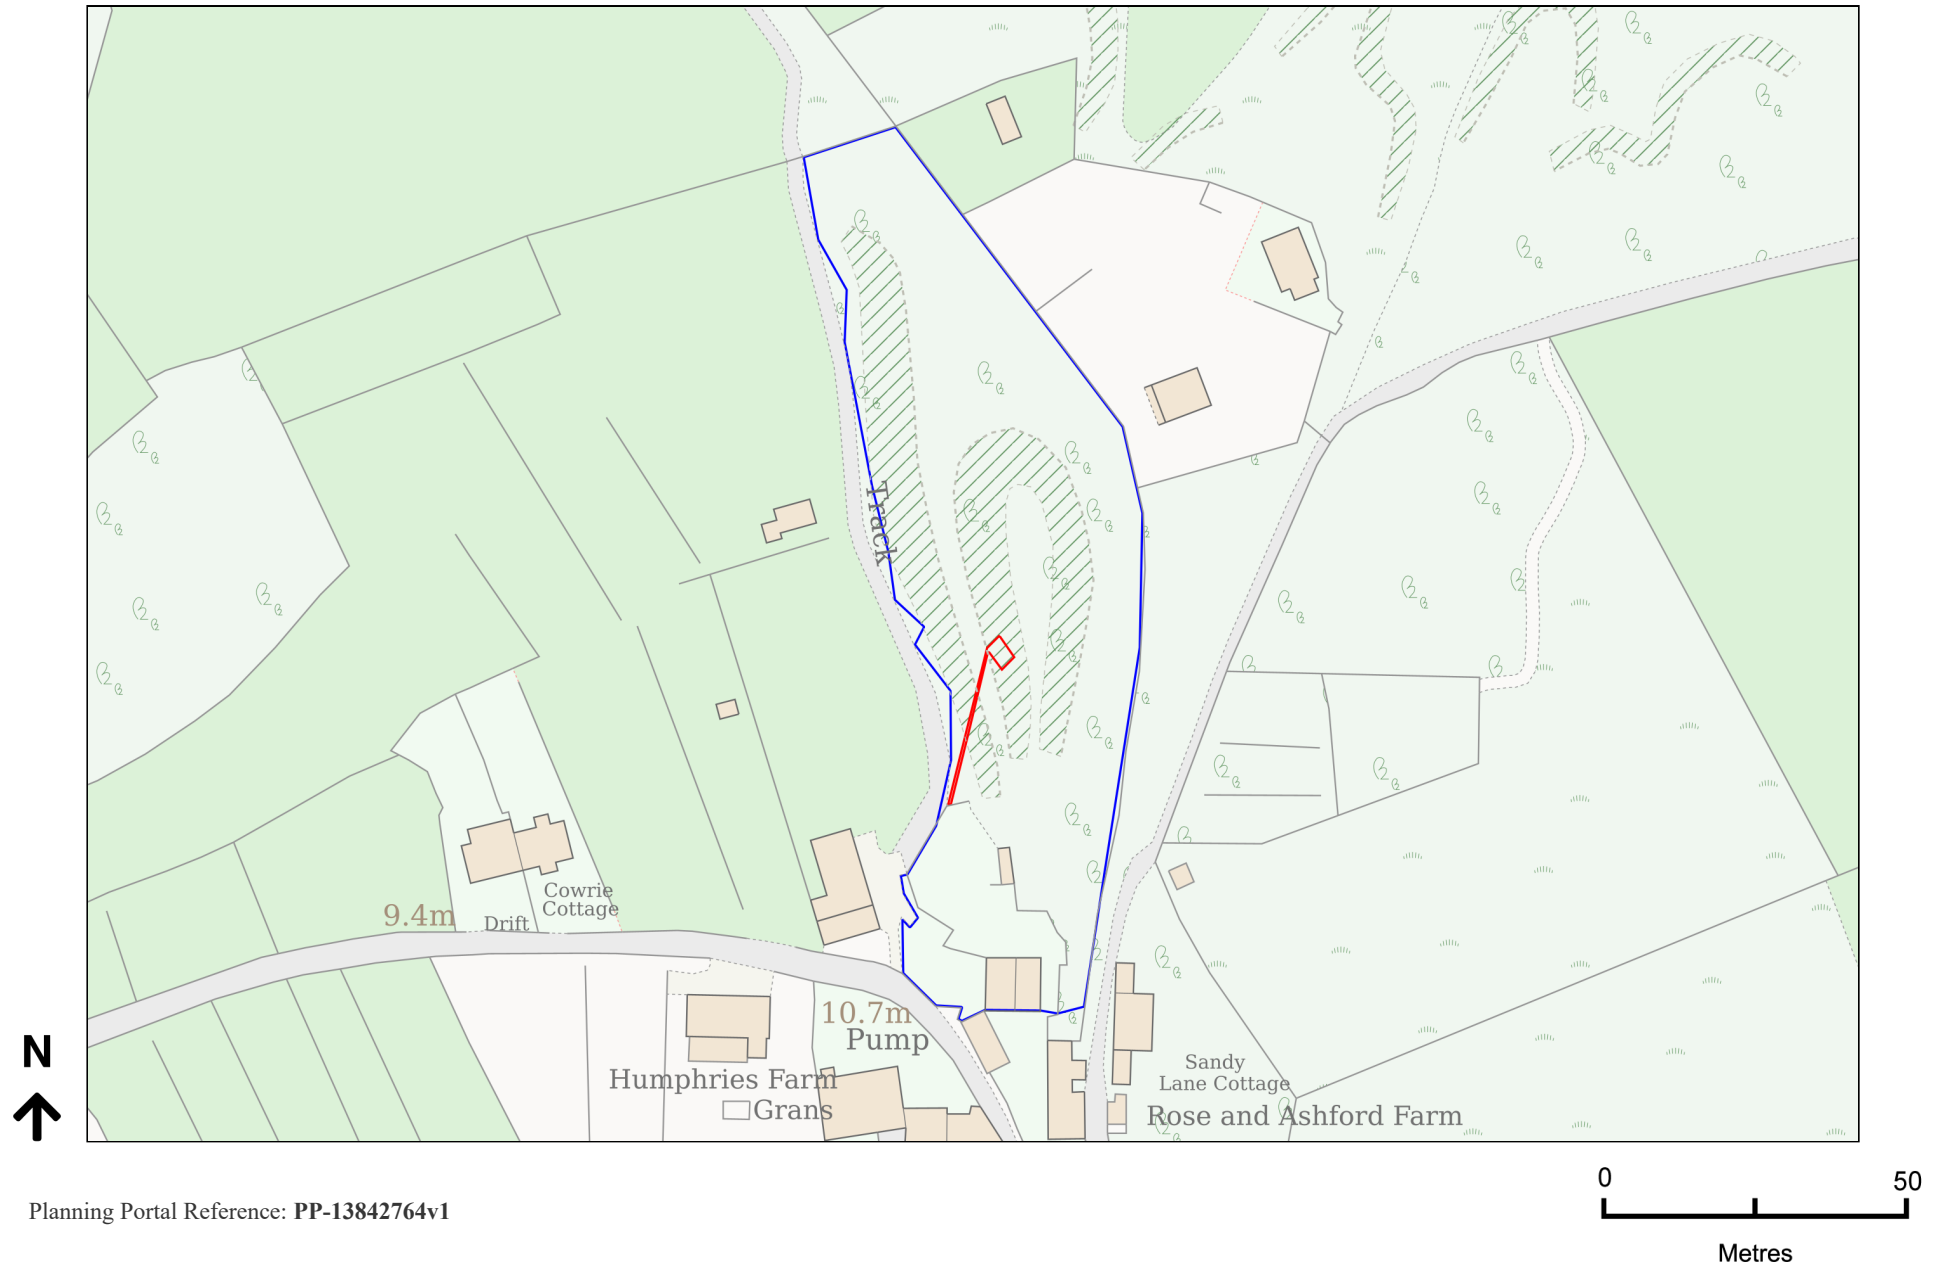 Track
Cowrie
Cottage
9.4m
Drift
10.7m
Pump
Humphries Farm
Grans
Sandy
Lane Cottage
Rose and Ashford Farm
N
Planning Portal Reference: PP-13842764v1
0
50
Metres